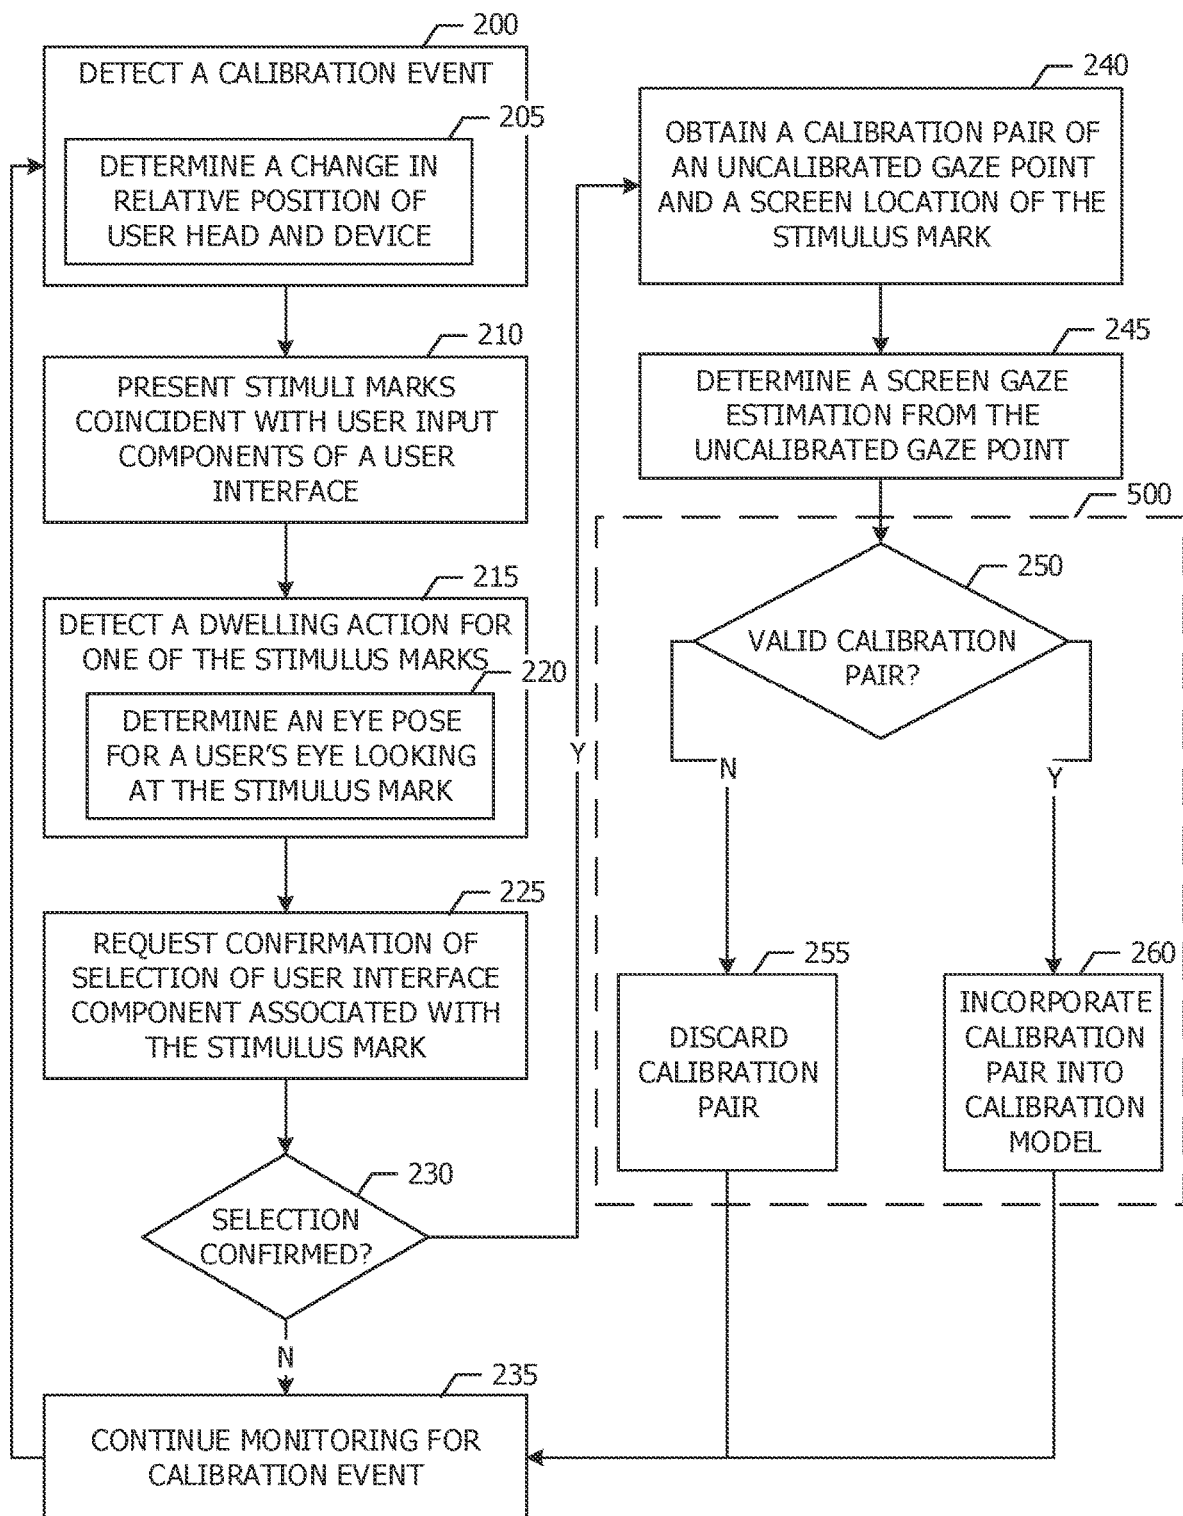 200
DETECT A CALIBRATION EVENT
205
DETERMINE A CHANGE IN
RELATIVE POSITION OF
USER HEAD AND DEVICE
210
PRESENT STIMULI MARKS
COINCIDENT WITH USER INPUT
COMPONENTS OF A USER
INTERFACE
215
DETECT A DWELLING ACTION FOR
ONE OF THE STIMULUS MARKS
220
DETERMINE AN EYE POSE
FOR A USER'S EYE LOOKING
AT THE STIMULUS MARK
225
REQUEST CONFIRMATION OF
SELECTION OF USER INTERFACE
COMPONENT ASSOCIATED WITH
THE STIMULUS MARK
230
SELECTION
CONFIRMED?
Y
N
235
CONTINUE MONITORING FOR
CALIBRATION EVENT
240
OBTAIN A CALIBRATION PAIR OF
AN UNCALIBRATED GAZE POINT
AND A SCREEN LOCATION OF THE
STIMULUS MARK
245
DETERMINE A SCREEN GAZE
ESTIMATION FROM THE
UNCALIBRATED GAZE POINT
500
250
VALID CALIBRATION
PAIR?
N
Y
255
DISCARD
CALIBRATION
PAIR
260
INCORPORATE
CALIBRATION
PAIR INTO
CALIBRATION
MODEL